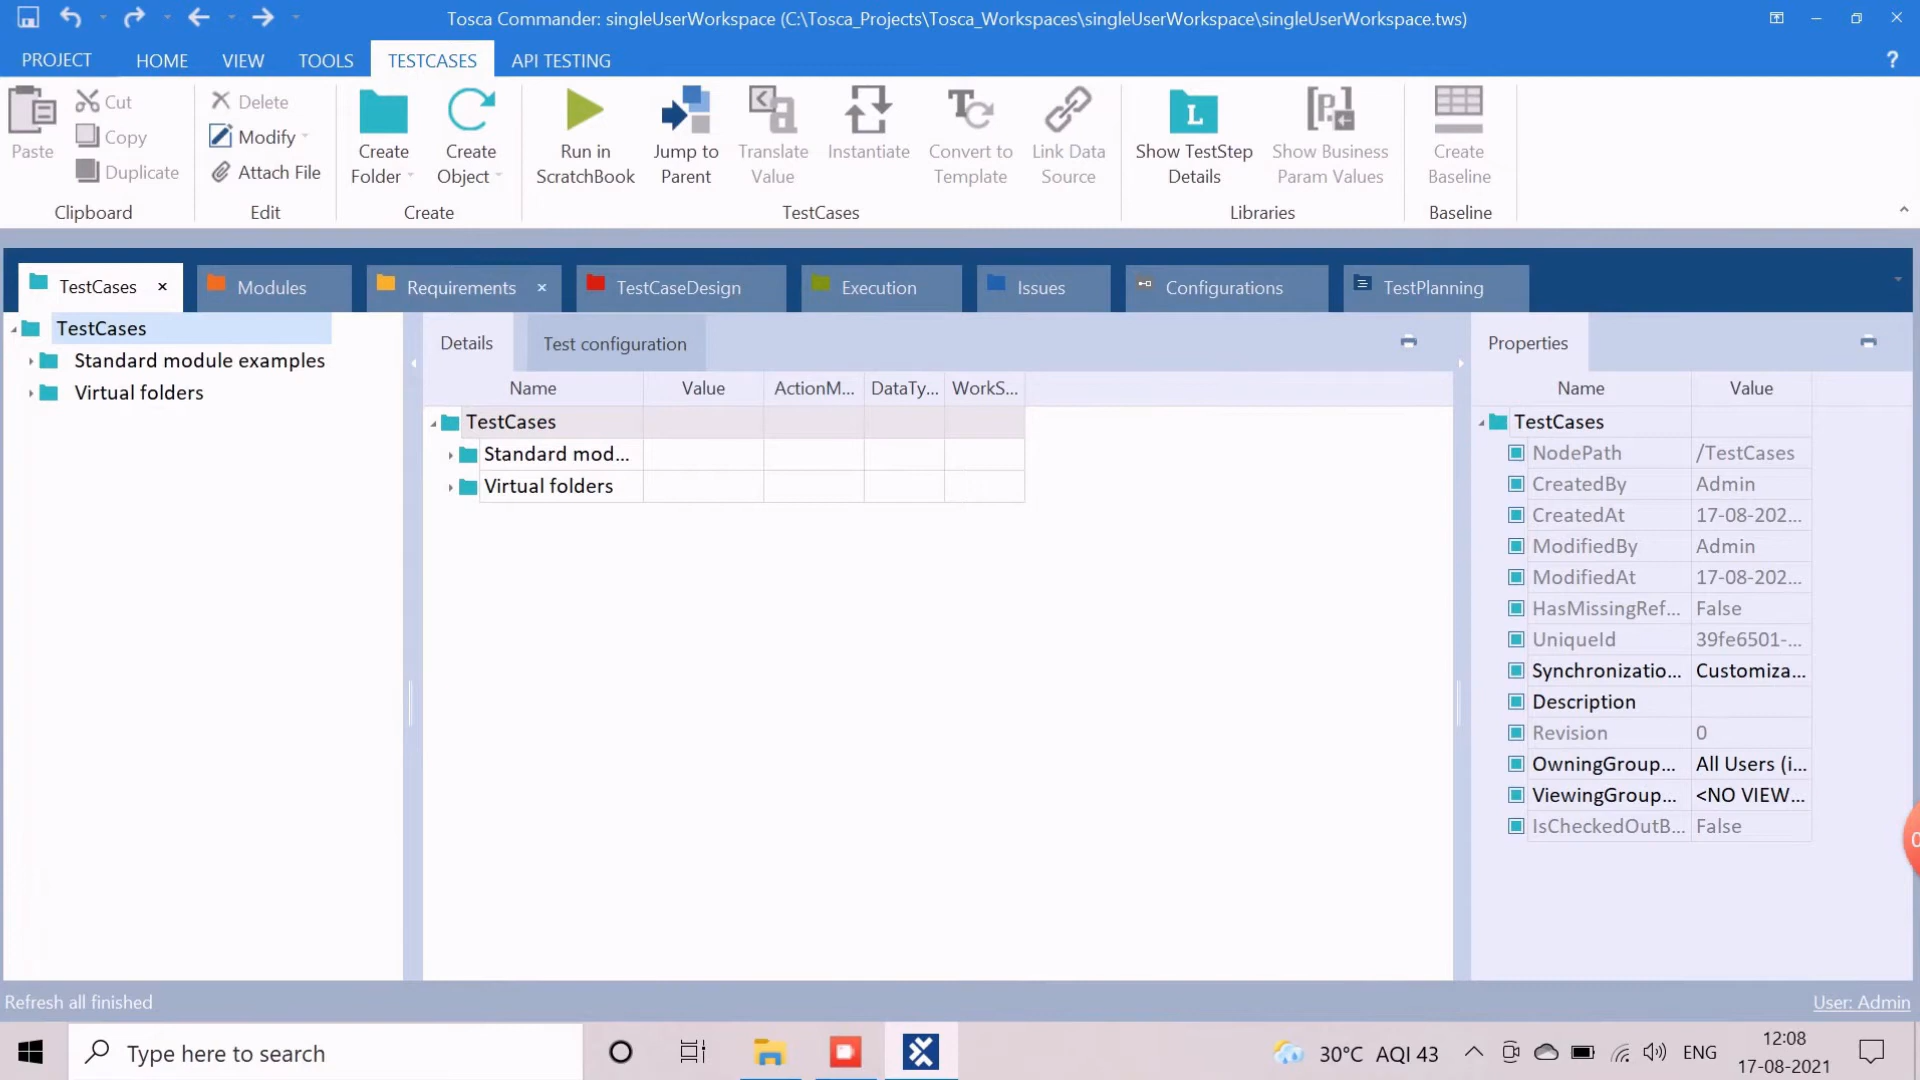 Tosca Commander: singleUserWorkspace (C:\Tosca_Projects\Tosca_Workspaces\singleUserWorkspace\singleUserWorkspace.tws)
PROJECT HOME VIEW TOOLS TESTCASES API TESTING ?
Paste
Cut
Copy
Duplicate
Clipboard
Delete
Modify
Attach File
Edit
Create Folder
Create Object
Create
Run in ScratchBook
Jump to Parent
Translate Value
Instantiate
Convert to Template
Link Data Source
TestCases
L
Show TestStep Details
Show Business Param Values
Libraries
Create Baseline
Baseline
TestCases × Modules Requirements × TestCaseDesign Execution Issues Configurations TestPlanning
TestCases
Standard module examples
Virtual folders
Details Test configuration
Name Value ActionM... DataTy... WorkS...
TestCases
Standard mod...
Virtual folders
Properties
Name Value
TestCases
NodePath /TestCases
CreatedBy Admin
CreatedAt 17-08-202...
ModifiedBy Admin
ModifiedAt 17-08-202...
HasMissingRef... False
UniqueId 39fe6501-...
Synchronizatio... Customiza...
Description
Revision 0
OwningGroup... All Users (i...
ViewingGroup... <NO VIEW...
IsCheckedOutB... False
Refresh all finished User: Admin
Type here to search
30°C AQI 43
ENG
12:08
17-08-2021